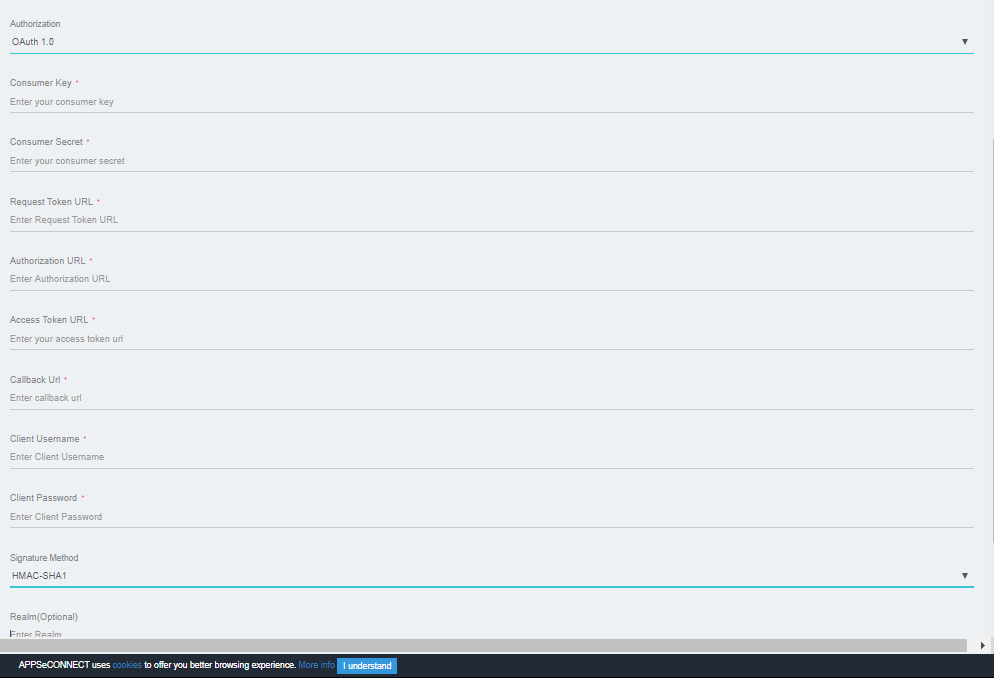 Authorization
OAuth 1.0
Consumer Key *
Enter your consumer key
Consumer Secret *
Enter your consumer secret
Request Token URL *
Enter Request Token URL
Authorization URL *
Enter Authorization URL
Access Token URL *
Enter your access token url
Callback Url *
Enter callback url
Client Username *
Enter Client Username
Client Password *
Enter Client Password
Signature Method
HMAC-SHA1
Realm(Optional)
Enter Realm
APPSeCONNECT uses cookies to offer you better browsing experience. More info I understand